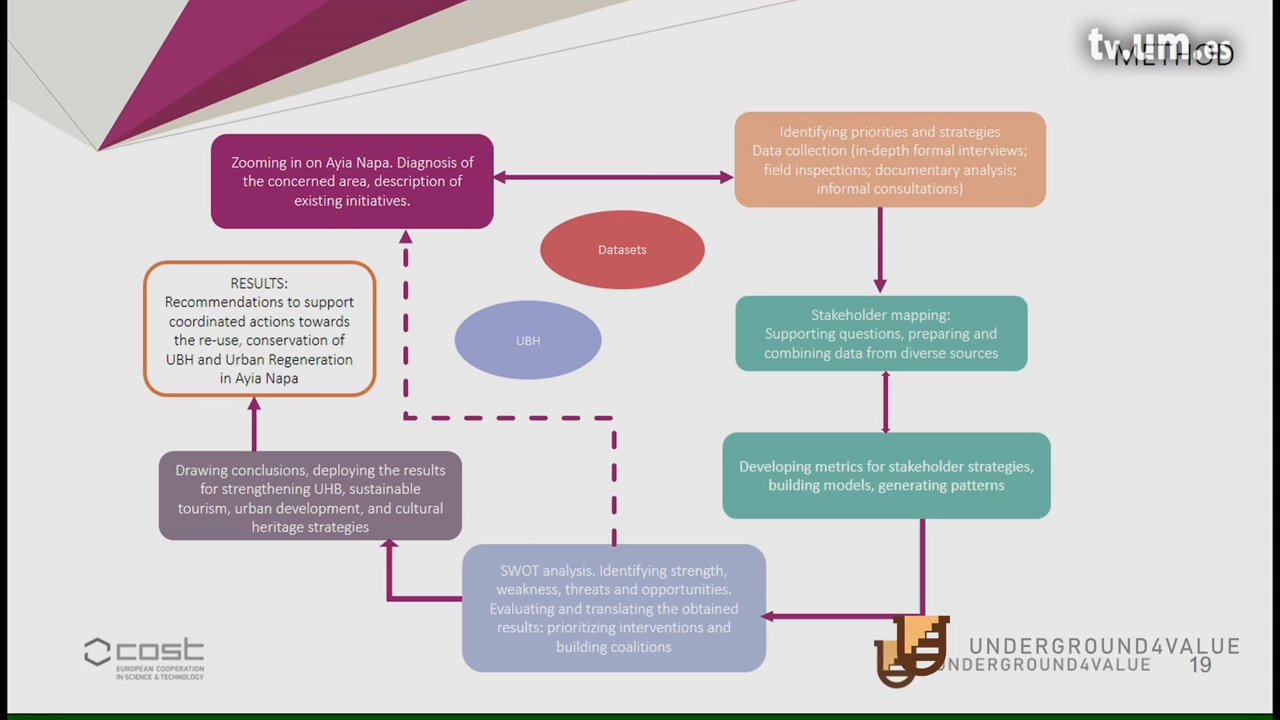 tv.um.es
METHOD
Zooming in on Ayia Napa. Diagnosis of
the concerned area, description of
existing initiatives.
Identifying priorities and strategies
Data collection (in-depth formal interviews;
field inspections; documentary analysis;
informal consultations)
Datasets
UBH
RESULTS:
Recommendations to support
coordinated actions towards
the re-use, conservation of
UBH and Urban Regeneration
in Ayia Napa
Stakeholder mapping:
Supporting questions, preparing and
combining data from diverse sources
Developing metrics for stakeholder strategies,
building models, generating patterns
Drawing conclusions, deploying the results
for strengthening UHB, sustainable
tourism, urban development, and cultural
heritage strategies
SWOT analysis. Identifying strength,
weakness, threats and opportunities.
Evaluating and translating the obtained
results: prioritizing interventions and
building coalitions
cost
EUROPEAN COOPERATION
IN SCIENCE & TECHNOLOGY
UNDERGROUND4VALUE
UNDERGROUND4VALUE
19